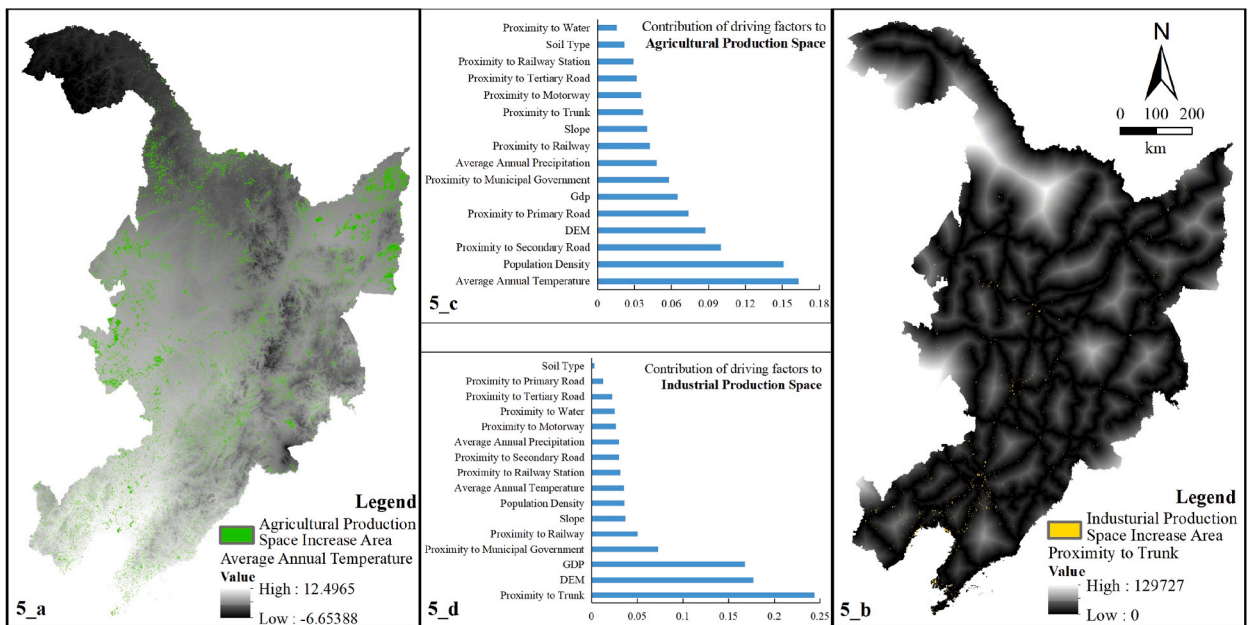 Legend
Agricultural Production
Space Increase Area
Average Annual Temperature
Value
High : 12.4965
Low : -6.65388
5_a
Contribution of driving factors to
Agricultural Production Space
Proximity to Water
Soil Type
Proximity to Railway Station
Proximity to Tertiary Road
Proximity to Motorway
Proximity to Trunk
Slope
Proximity to Railway
Average Annual Precipitation
Proximity to Municipal Government
Gdp
Proximity to Primary Road
DEM
Proximity to Secondary Road
Population Density
Average Annual Temperature
0 0.03 0.06 0.09 0.12 0.15 0.18
5_c
Contribution of driving factors to
Industrial Production Space
Soil Type
Proximity to Primary Road
Proximity to Tertiary Road
Proximity to Water
Proximity to Motorway
Average Annual Precipitation
Proximity to Secondary Road
Proximity to Railway Station
Average Annual Temperature
Population Density
Slope
Proximity to Railway
Proximity to Municipal Government
GDP
DEM
Proximity to Trunk
0 0.05 0.1 0.15 0.2 0.25
5_d
N
0 100 200
km
Legend
Industurial Production
Space Increase Area
Proximity to Trunk
Value
High : 129727
Low : 0
5_b